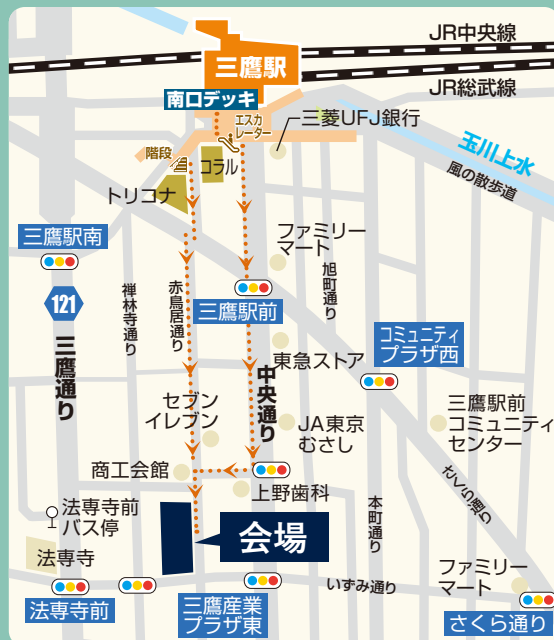 JR中央線
三鷹駅
JR総武線
南口デッキ
エスカ
レーター
三菱UFJ銀行
玉川上水
風の散歩道
階段
コラル
トリコナ
三鷹駅南
ファミリー
マート
旭町通り
121
三鷹通り
禅林寺通り
赤鳥居通り
三鷹駅前
コミュニティ
プラザ西
東急ストア
中央通り
セブン
イレブン
JA東京
むさし
三鷹駅前
コミュニティ
センター
商工会館
上野歯科
さくら通り
法専寺前
バス停
本町通り
会場
法専寺
いずみ通り
ファミリー
マート
法専寺前
三鷹産業
プラザ東
さくら通り